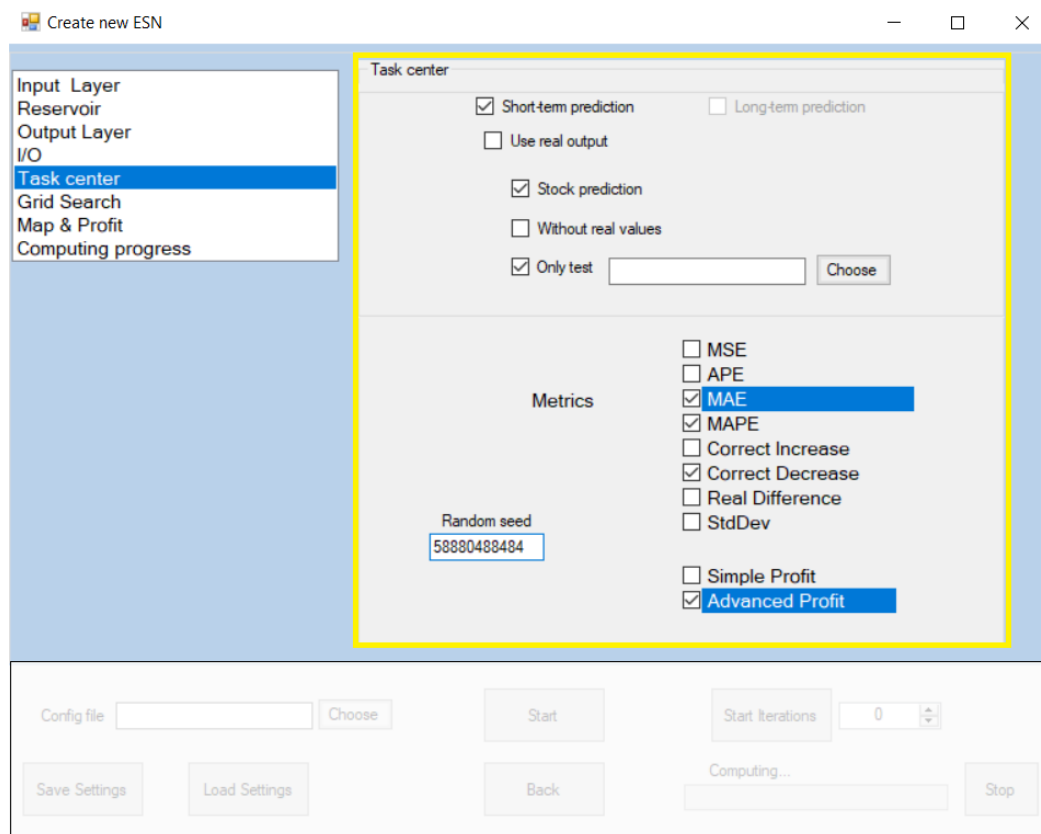 Create new ESN
Input Layer
Reservoir
Output Layer
I/O
Task center
Grid Search
Map & Profit
Computing progress
Task center
Short-term prediction
Long-term prediction
Use real output
Stock prediction
Without real values
Only test
Choose
Metrics
MSE
APE
MAE
MAPE
Correct Increase
Correct Decrease
Real Difference
StdDev
Random seed
58880488484
Simple Profit
Advanced Profit
Config file
Choose
Start
Start Iterations
0
Save Settings
Load Settings
Back
Computing...
Stop